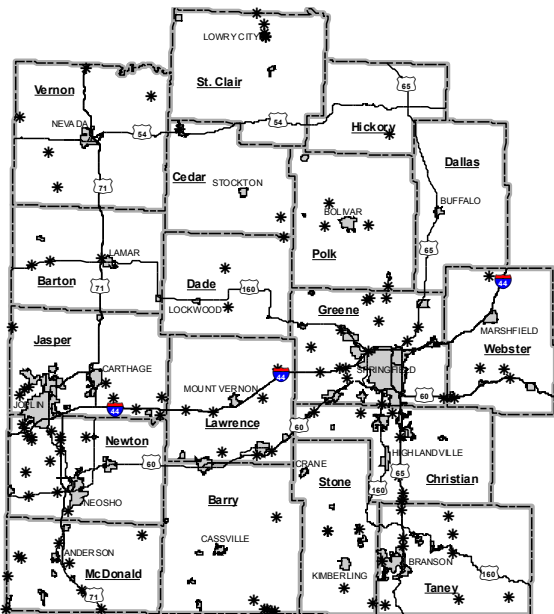 LOWRY CITY
St. Clair
65
Vernon
NEVADA
54
54
Hickory
Dallas
Cedar
STOCKTON
71
BUFFALO
BOLIVAR
65
Polk
LAMAR
Barton
71
Dade
160
LOCKWOOD
Greene
44
MARSHFIELD
Webster
Jasper
CARTHAGE
44
SPRINGFIELD
MOUNT VERNON
60
JOPLIN
44
Lawrence
60
Newton
HIGHLANDVILLE
60
CRANE
65
Christian
Stone
160
Barry
NEOSHO
CASSVILLE
ANDERSON
BRANSON
McDonald
KIMBERLING
160
Taney
71